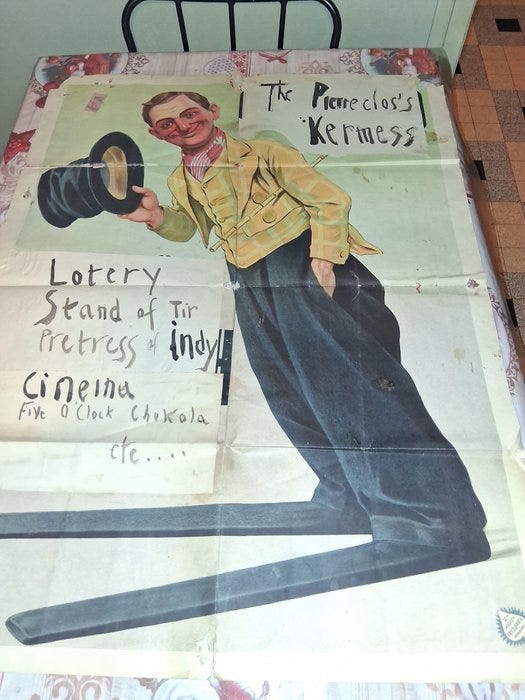 The Pierreclos's
Kermess
Lotery
Stand of Tir
Pretress of indy
Cinema
Five O'Clock Chokola
etc....